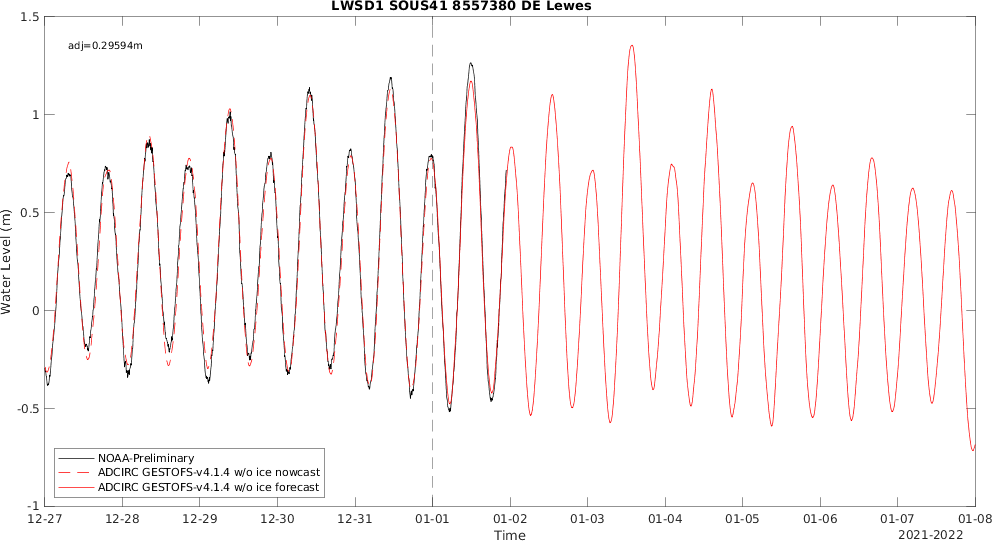 LWSD1 SOUS41 8557380 DE Lewes
adj=0.29594m
1.5
1
0.5
0
-0.5
-1
Water Level (m)
NOAA-Preliminary
ADCIRC GESTOFS-v4.1.4 w/o ice nowcast
ADCIRC GESTOFS-v4.1.4 w/o ice forecast
12-27 12-28 12-29 12-30 12-31 01-01 01-02 01-03 01-04 01-05 01-06 01-07 01-08
Time
2021-2022